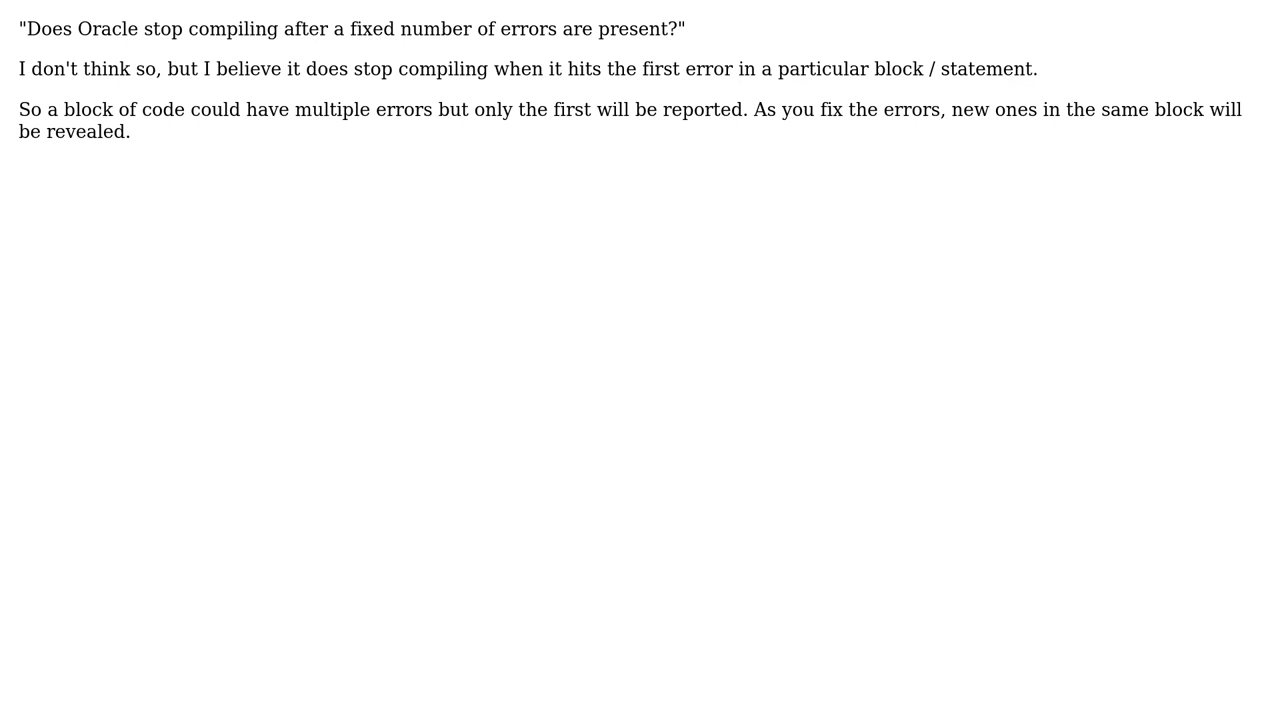 "Does Oracle stop compiling after a fixed number of errors are present?"
I don't think so, but I believe it does stop compiling when it hits the first error in a particular block / statement.
So a block of code could have multiple errors but only the first will be reported. As you fix the errors, new ones in the same block will
be revealed.